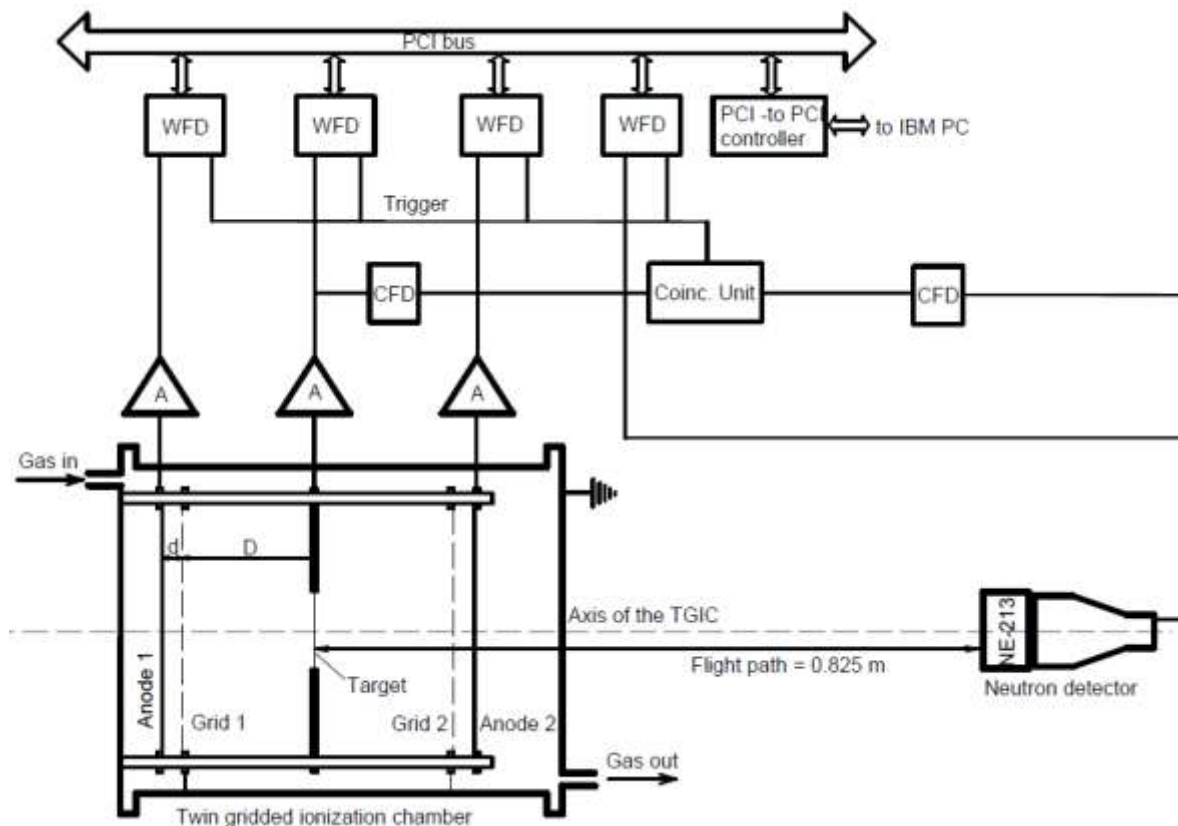 PCI bus
WFD
WFD
WFD
WFD
PCI -to PCI
controller
to IBM PC
Trigger
CFD
Coinc. Unit
CFD
A
A
A
Gas in
d
D
Axis of the TGIC
NE-213
Flight path = 0.825 m
Neutron detector
Target
Anode 1
Grid 1
Grid 2
Anode 2
Gas out
Twin gridded ionization chamber